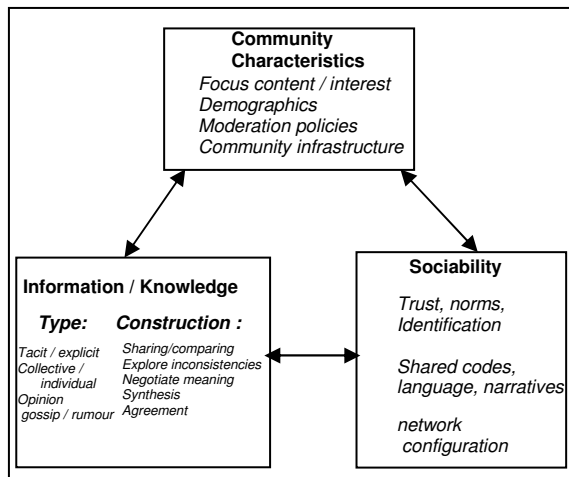 Community
Characteristics
Focus content / interest
Demographics
Moderation policies
Community infrastructure
Information / Knowledge
Type:
Tacit / explicit
Collective /
individual
Opinion
gossip / rumour
Construction :
Sharing/comparing
Explore inconsistencies
Negotiate meaning
Synthesis
Agreement
Sociability
Trust, norms,
Identification
Shared codes,
language, narratives
network
configuration